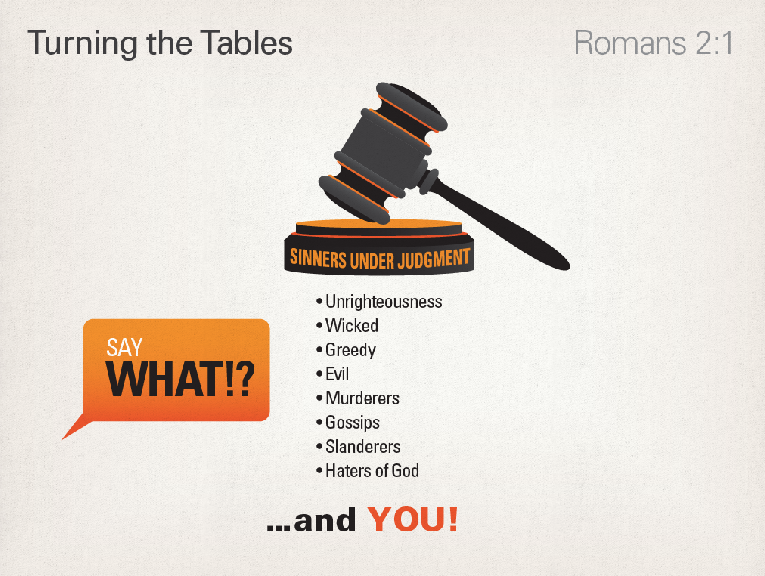 Turning the Tables
Romans 2:1
SINNERS UNDER JUDGMENT
• Unrighteousness
• Wicked
• Greedy
• Evil
• Murderers
• Gossips
• Slanderers
• Haters of God
SAY
WHAT!?
...and YOU!